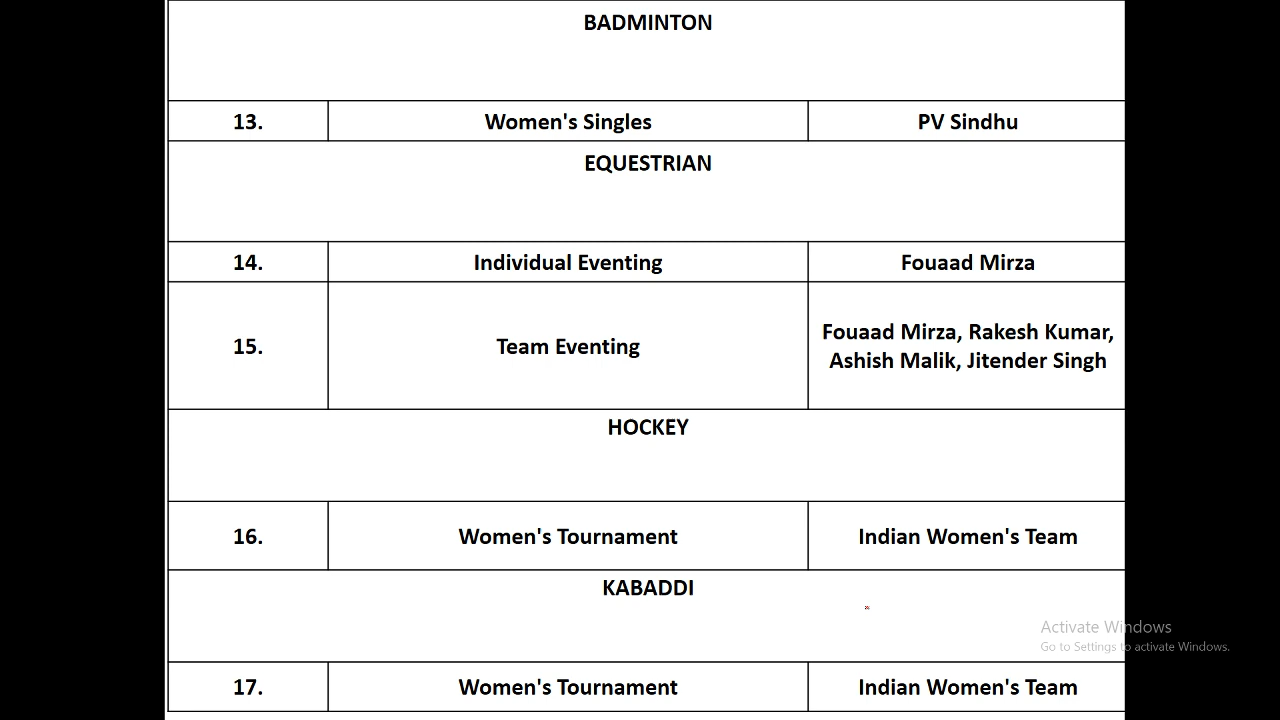 BADMINTON
13. Women's Singles PV Sindhu
EQUESTRIAN
14. Individual Eventing Fouaad Mirza
15. Team Eventing Fouaad Mirza, Rakesh Kumar,
Ashish Malik, Jitender Singh
HOCKEY
16. Women's Tournament Indian Women's Team
KABADDI
Activate Windows
Go to Settings to activate Windows.
17. Women's Tournament Indian Women's Team